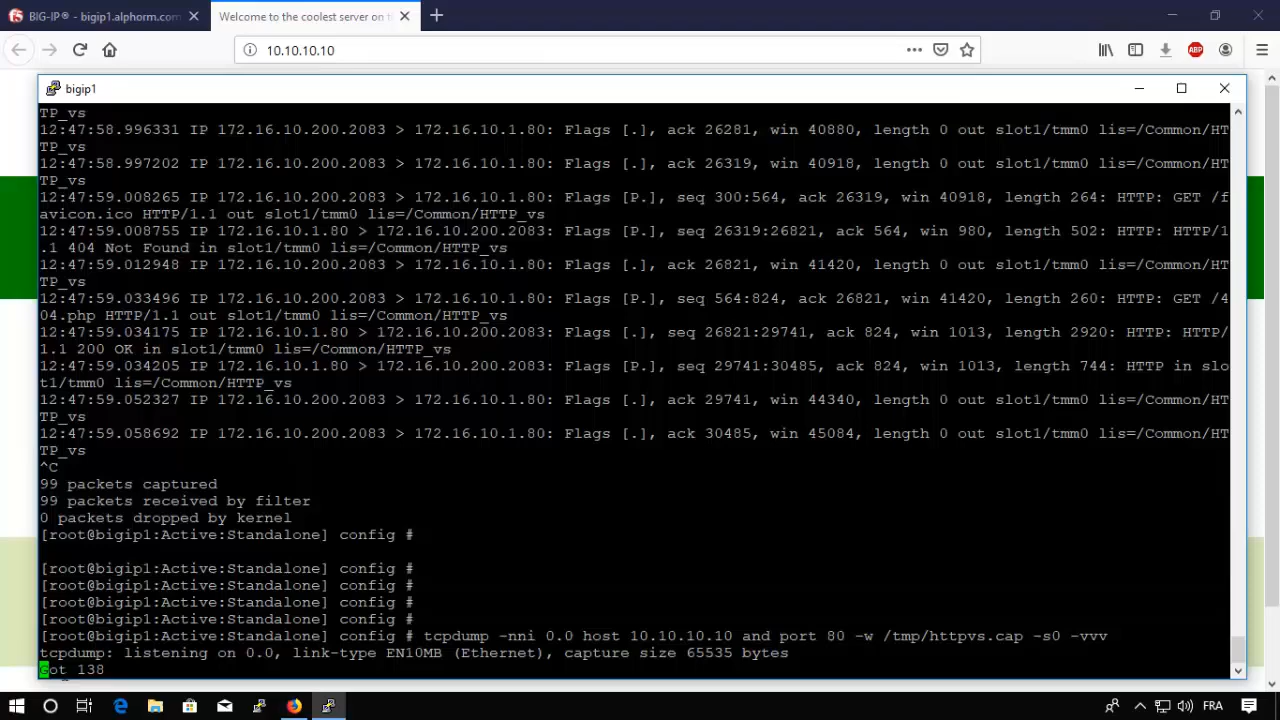 BIG-IP® - bigip1.alphorm.com
Welcome to the coolest server on t
10.10.10.10
ABP
bigip1
TP_vs
12:47:58.996331 IP 172.16.10.200.2083 > 172.16.10.1.80: Flags [.], ack 26281, win 40880, length 0 out slot1/tmm0 lis=/Common/HT
TP_vs
12:47:58.997202 IP 172.16.10.200.2083 > 172.16.10.1.80: Flags [.], ack 26319, win 40918, length 0 out slot1/tmm0 lis=/Common/HT
TP_vs
12:47:59.008265 IP 172.16.10.200.2083 > 172.16.10.1.80: Flags [P.], seq 300:564, ack 26319, win 40918, length 264: HTTP: GET /f
avicon.ico HTTP/1.1 out slot1/tmm0 lis=/Common/HTTP_vs
12:47:59.008755 IP 172.16.10.1.80 > 172.16.10.200.2083: Flags [P.], seq 26319:26821, ack 564, win 980, length 502: HTTP: HTTP/1
.1 404 Not Found in slot1/tmm0 lis=/Common/HTTP_vs
12:47:59.012948 IP 172.16.10.200.2083 > 172.16.10.1.80: Flags [.], ack 26821, win 41420, length 0 out slot1/tmm0 lis=/Common/HT
TP_vs
12:47:59.033496 IP 172.16.10.200.2083 > 172.16.10.1.80: Flags [P.], seq 564:824, ack 26821, win 41420, length 260: HTTP: GET /4
04.php HTTP/1.1 out slot1/tmm0 lis=/Common/HTTP_vs
12:47:59.034175 IP 172.16.10.1.80 > 172.16.10.200.2083: Flags [.], seq 26821:29741, ack 824, win 1013, length 2920: HTTP: HTTP/
1.1 200 OK in slot1/tmm0 lis=/Common/HTTP_vs
12:47:59.034205 IP 172.16.10.1.80 > 172.16.10.200.2083: Flags [P.], seq 29741:30485, ack 824, win 1013, length 744: HTTP in slo
t1/tmm0 lis=/Common/HTTP_vs
12:47:59.052327 IP 172.16.10.200.2083 > 172.16.10.1.80: Flags [.], ack 29741, win 44340, length 0 out slot1/tmm0 lis=/Common/HT
TP_vs
12:47:59.058692 IP 172.16.10.200.2083 > 172.16.10.1.80: Flags [.], ack 30485, win 45084, length 0 out slot1/tmm0 lis=/Common/HT
TP_vs
^C
99 packets captured
99 packets received by filter
0 packets dropped by kernel
[root@bigip1:Active:Standalone] config #
[root@bigip1:Active:Standalone] config #
[root@bigip1:Active:Standalone] config #
[root@bigip1:Active:Standalone] config #
[root@bigip1:Active:Standalone] config #
[root@bigip1:Active:Standalone] config # tcpdump -nni 0.0 host 10.10.10.10 and port 80 -w /tmp/httpvs.cap -s0 -vvv
tcpdump: listening on 0.0, link-type EN10MB (Ethernet), capture size 65535 bytes
Got 138
FRA